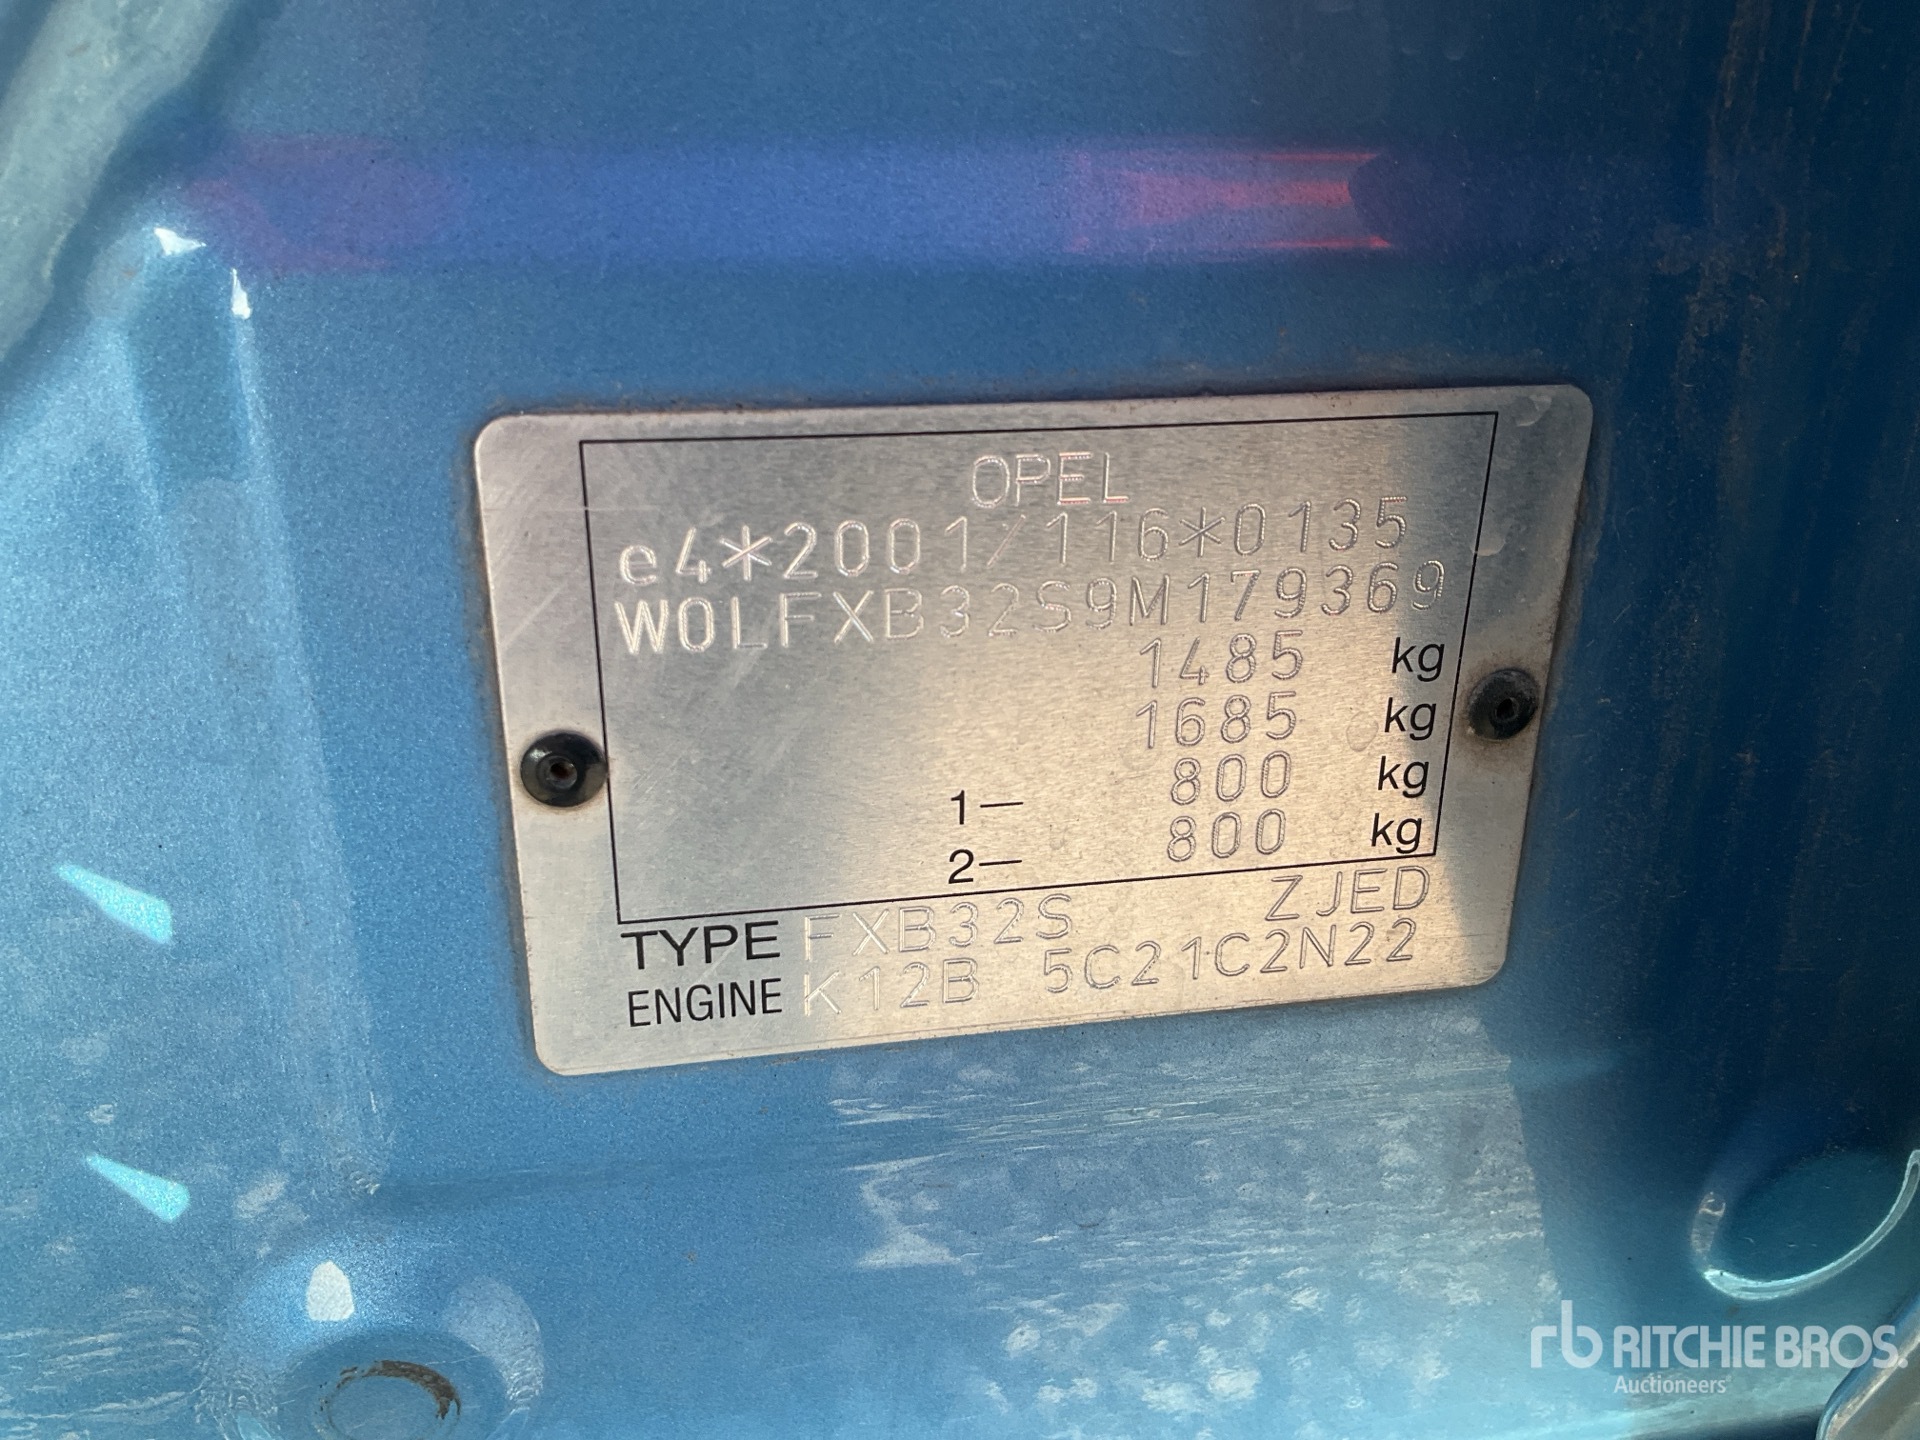 OPEL
e4*2001/116*0135
W0LFXB32S9M179369
1485 kg
1685 kg
1— 800 kg
2— 800 kg
TYPE FXB32S ZJED
ENGINE K12B 5C21C2N22
rb RITCHIE BROS.
Auctioneers